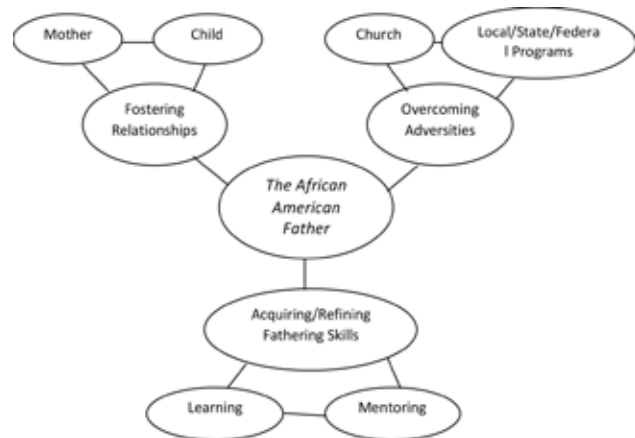 Mother
Child
Church
Local/State/Federa
l Programs
Fostering
Relationships
Overcoming
Adversities
The African
American
Father
Acquiring/Refining
Fathering Skills
Learning
Mentoring